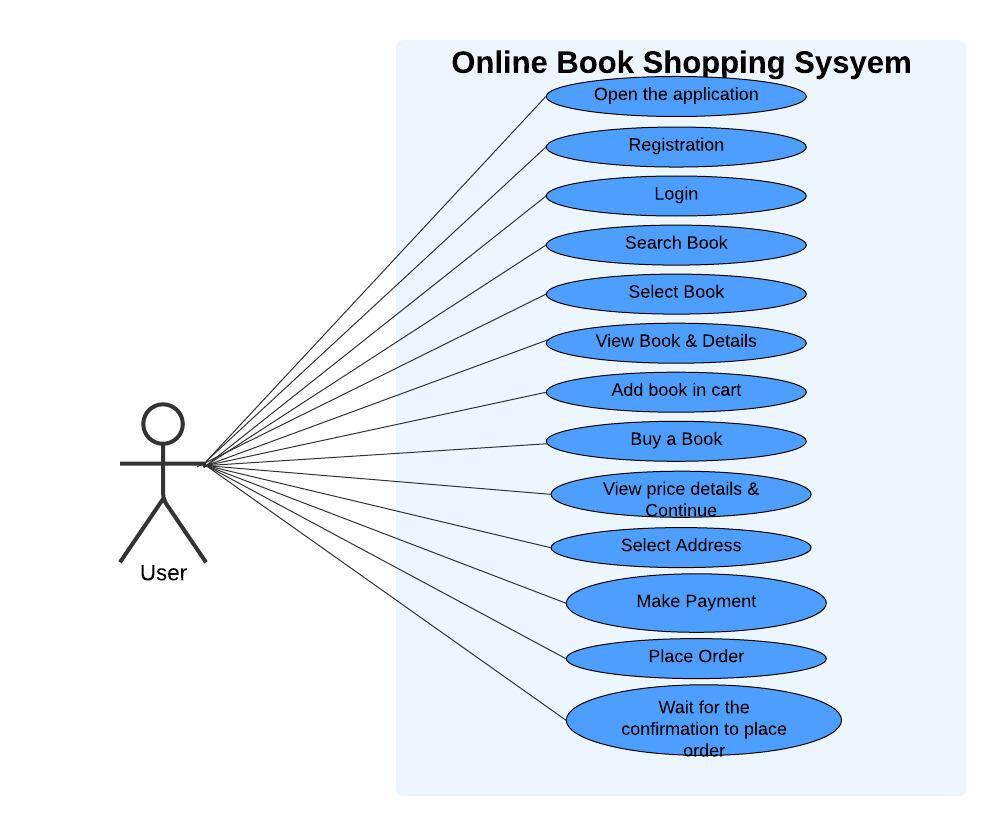 Online Book Shopping Sysyem
Open the application
Registration
Login
Search Book
Select Book
View Book & Details
Add book in cart
Buy a Book
View price details &
Continue
Select Address
User
Make Payment
Place Order
Wait for the
confirmation to place
order